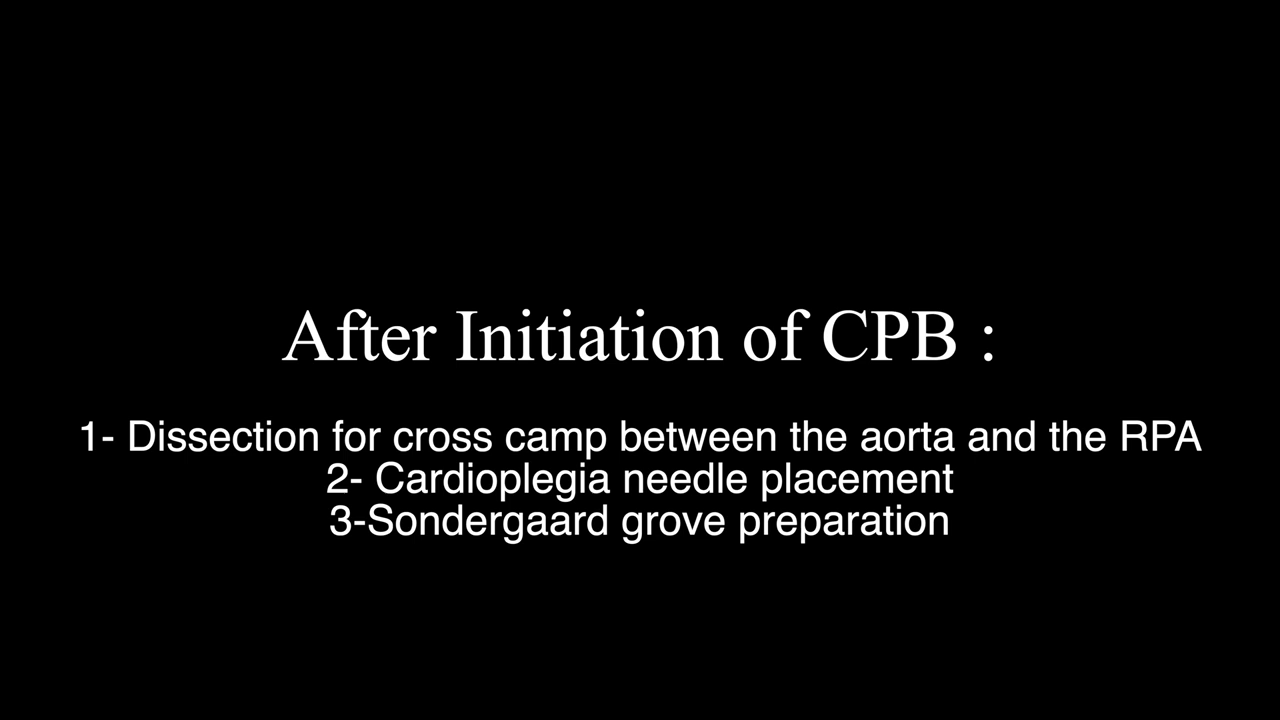 After Initiation of CPB :
1- Dissection for cross camp between the aorta and the RPA
2- Cardioplegia needle placement
3-Sondergaard grove preparation